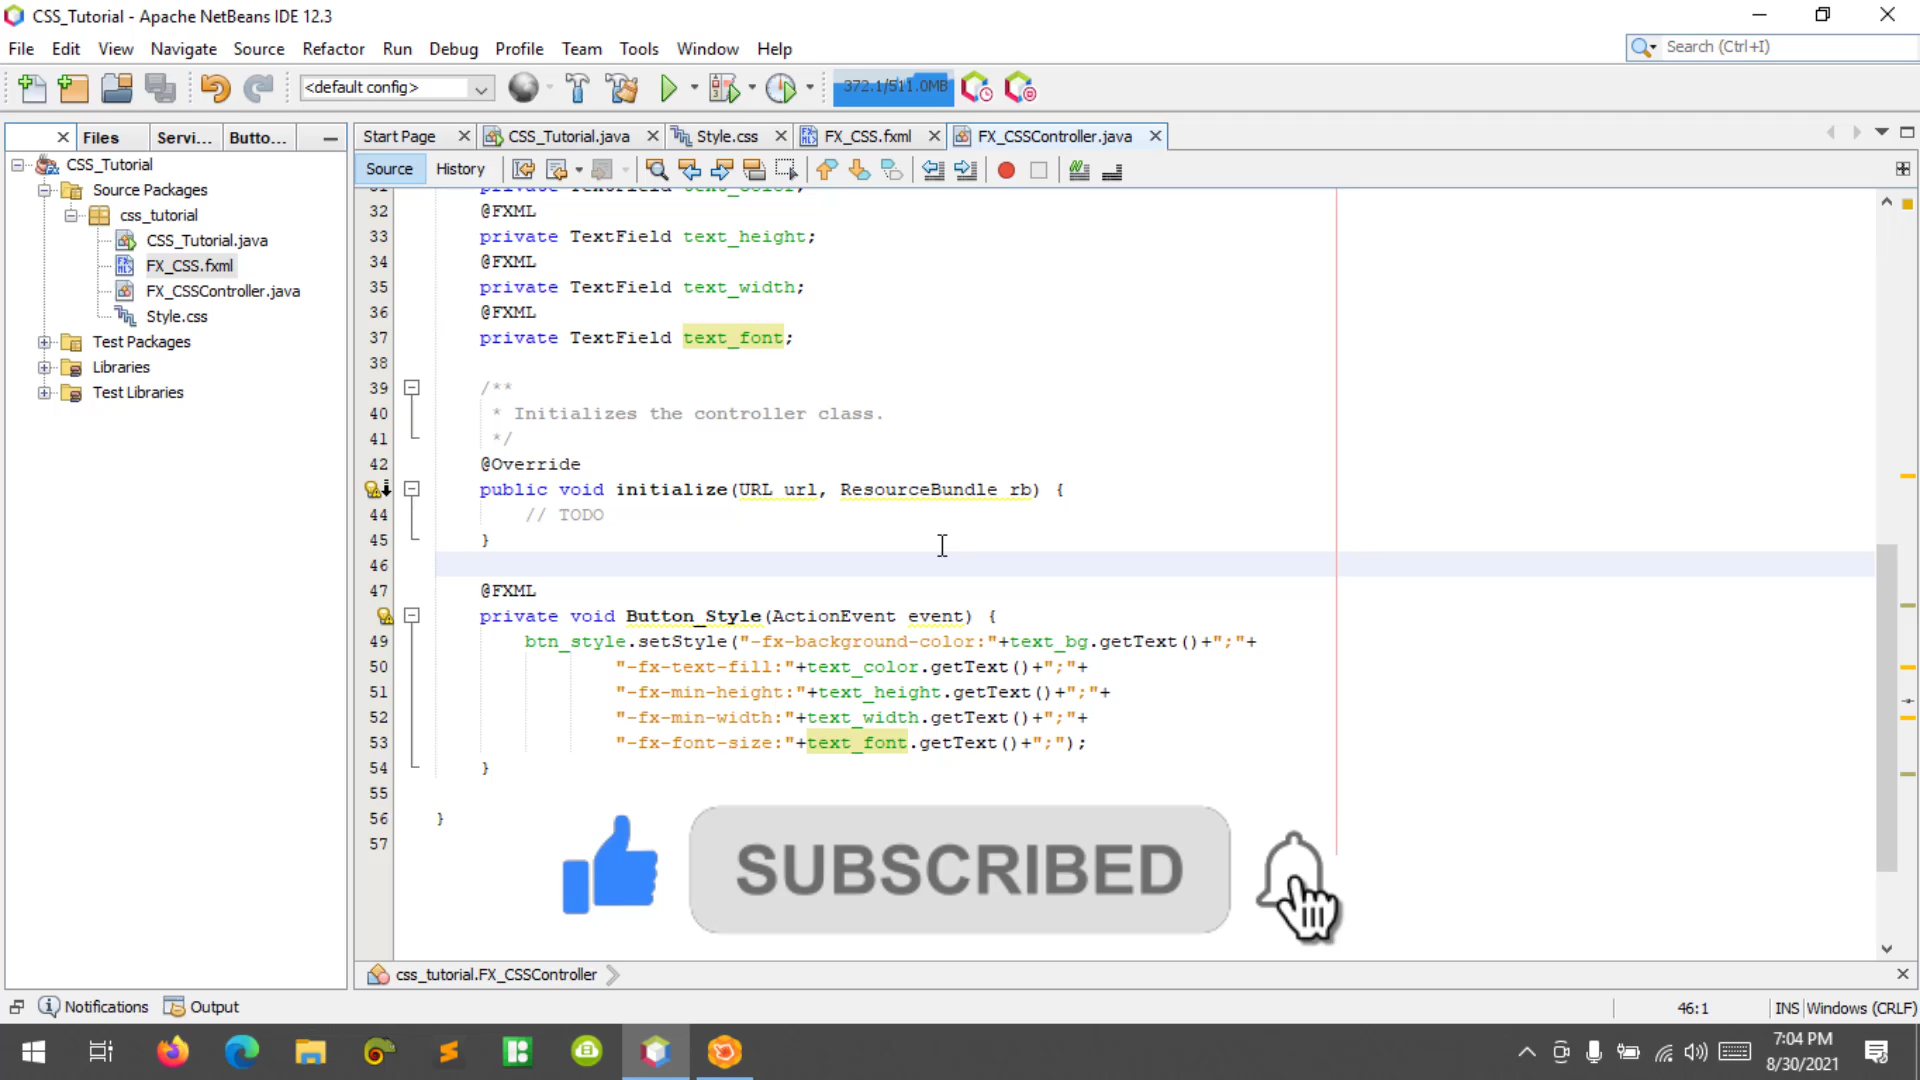 CSS_Tutorial - Apache NetBeans IDE 12.3
File Edit View Navigate Source Refactor Run Debug Profile Team Tools Window Help
Search (Ctrl+I)
<default config>
372.1/511.0MB
Files Servi... Butto...
Start Page CSS_Tutorial.java Style.css FX_CSS.fxml FX_CSSController.java
Source History
CSS_Tutorial
Source Packages
css_tutorial
CSS_Tutorial.java
FX_CSS.fxml
FX_CSSController.java
Style.css
Test Packages
Libraries
Test Libraries
31 private TextField text_color;
32 @FXML
33 private TextField text_height;
34 @FXML
35 private TextField text_width;
36 @FXML
37 private TextField text_font;
38
39 /**
40 * Initializes the controller class.
41 */
42 @Override
public void initialize(URL url, ResourceBundle rb) {
44 // TODO
45 }
46
47 @FXML
private void Button_Style(ActionEvent event) {
49 btn_style.setStyle("-fx-background-color:"+text_bg.getText()+";"+
50 "-fx-text-fill:"+text_color.getText()+";"+
51 "-fx-min-height:"+text_height.getText()+";"+
52 "-fx-min-width:"+text_width.getText()+";"+
53 "-fx-font-size:"+text_font.getText()+";");
54 }
55
56 }
57
SUBSCRIBED
css_tutorial.FX_CSSController
Notifications Output
46:1 INS Windows (CRLF)
7:04 PM
8/30/2021